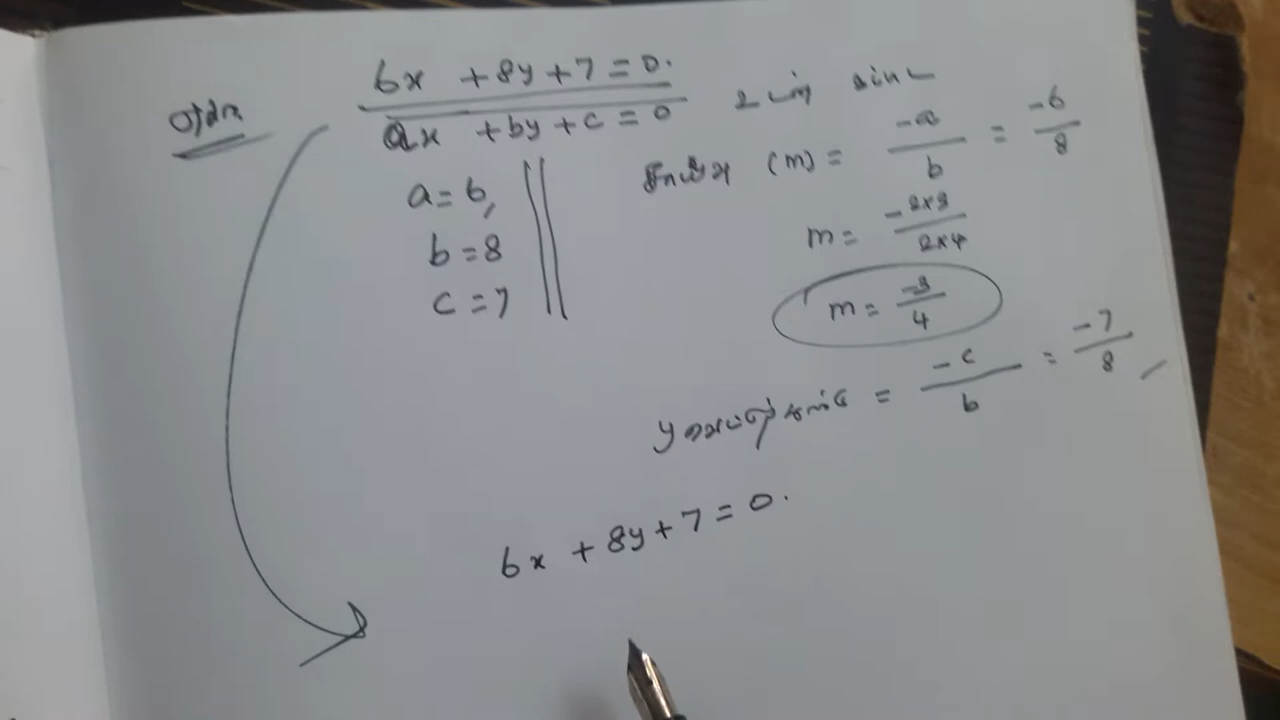 6x + 8y + 7 = 0.
ax + by + c = 0
a = 6,
b = 8
c = 7
சாய்வு (m) = -a/b = -6/8
m = -2×3/2×4
m = -3/4
y வெட்டுத்துண்டு = -c/b = -7/8
6x + 8y + 7 = 0.